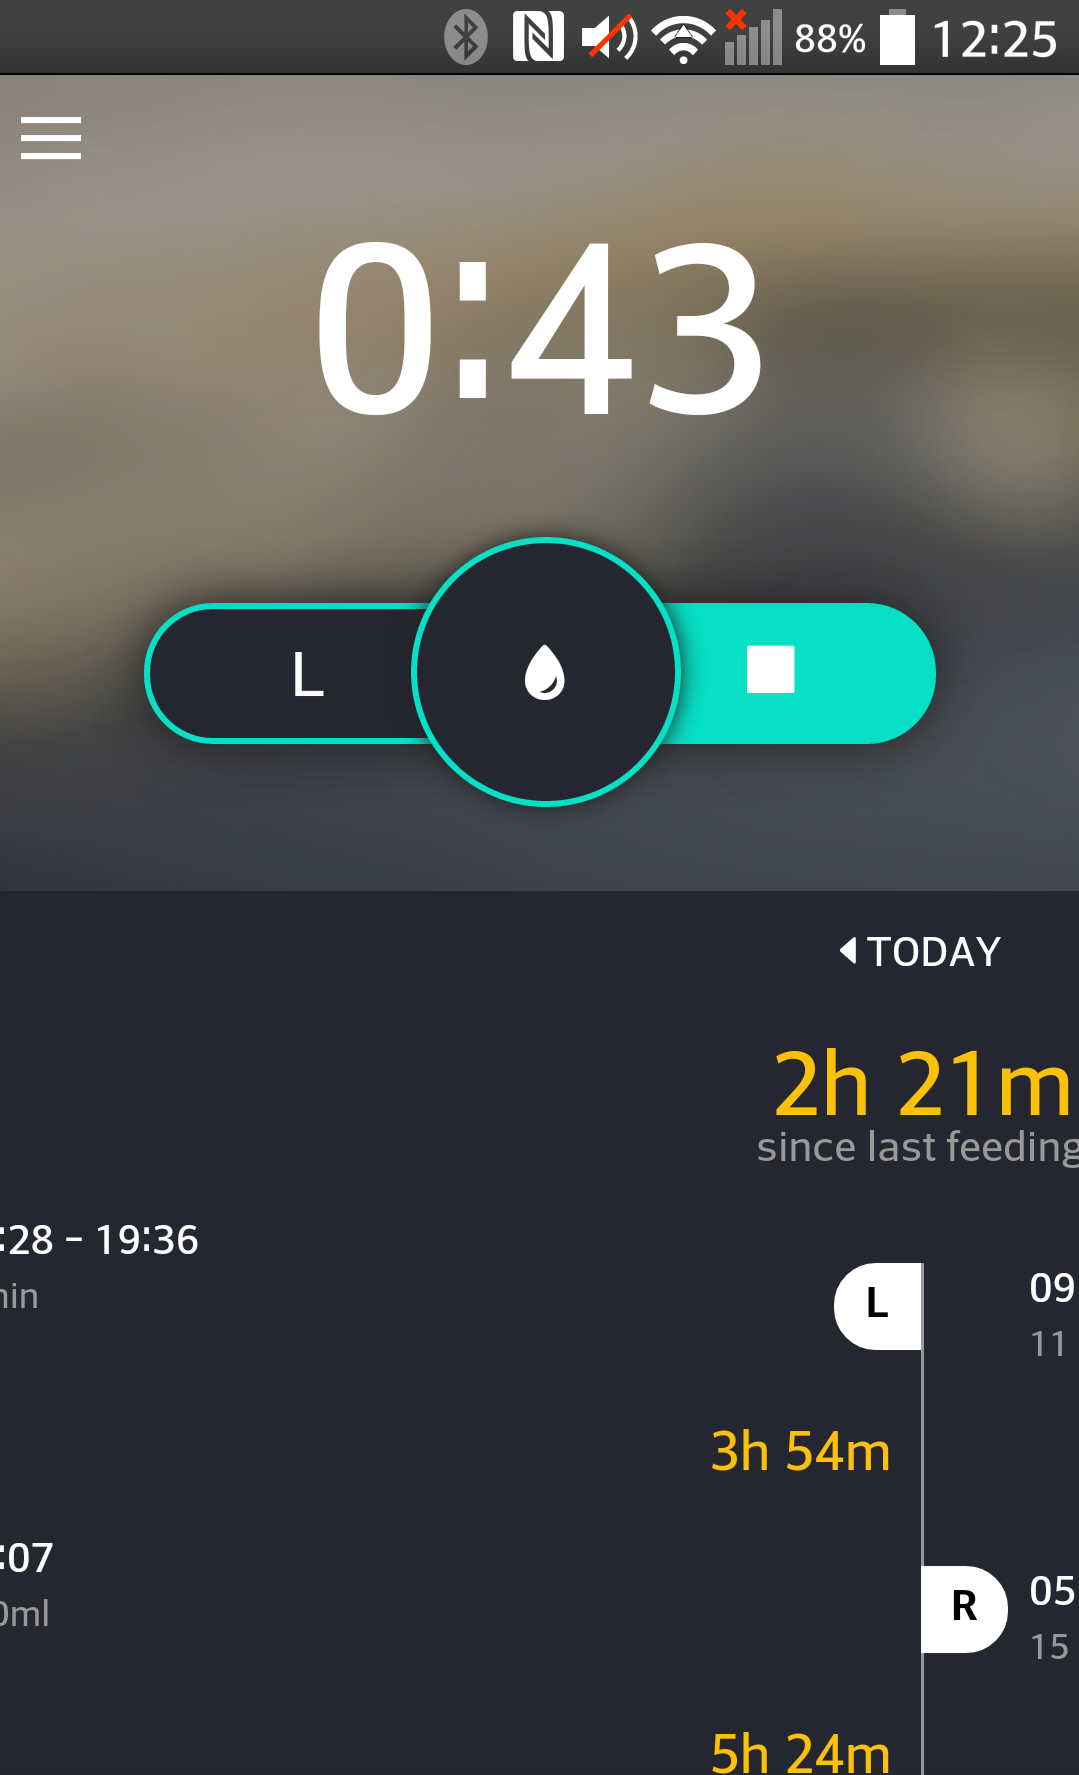 88% 12:25
0:43
L
TODAY
2h 21m
since last feeding
:28 - 19:36
min
L
09
11
3h 54m
:07
0ml
R
05
15
5h 24m